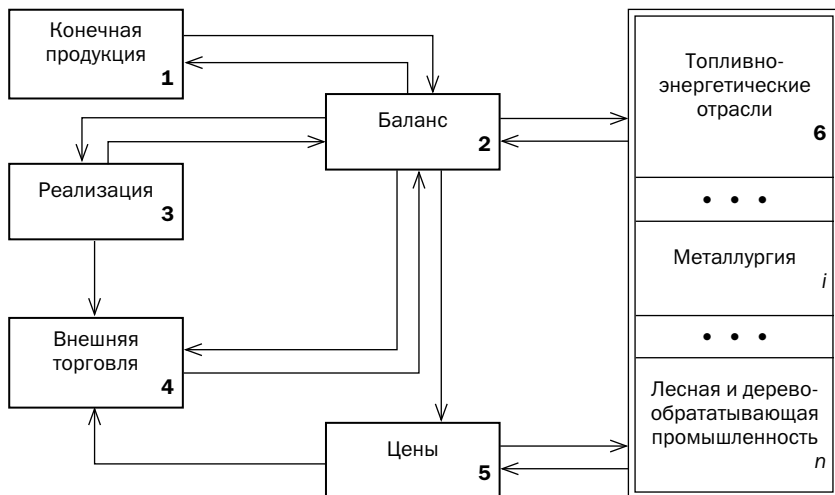 Конечная
продукция
1
Баланс
2
Реализация
3
Внешняя
торговля
4
Цены
5
Топливно-
энергетические
отрасли
6
• • •
Металлургия
i
• • •
Лесная и дерево-
обрататывающая
промышленность
n